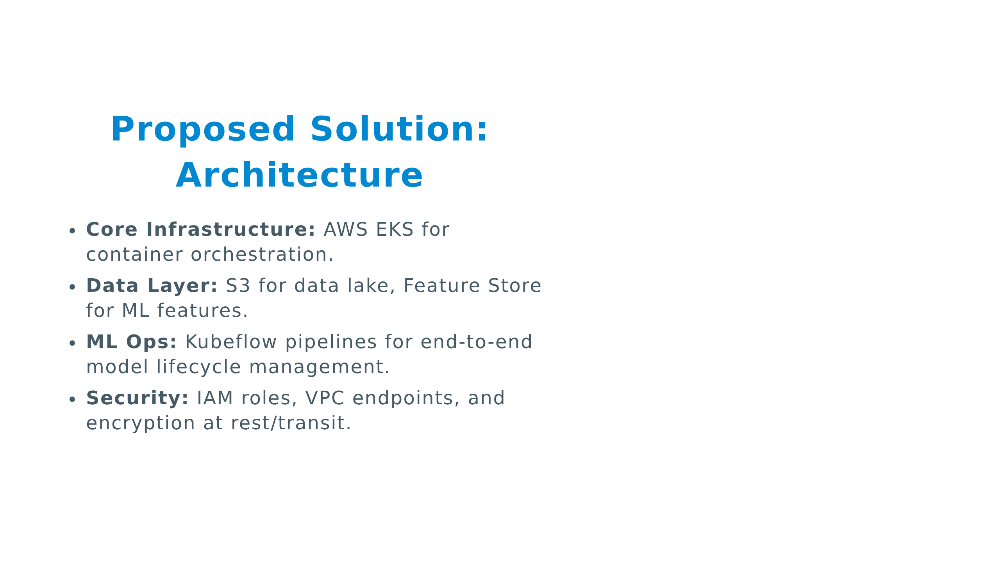 Proposed Solution:
Architecture
• Core Infrastructure: AWS EKS for
container orchestration.
• Data Layer: S3 for data lake, Feature Store
for ML features.
• ML Ops: Kubeflow pipelines for end-to-end
model lifecycle management.
• Security: IAM roles, VPC endpoints, and
encryption at rest/transit.